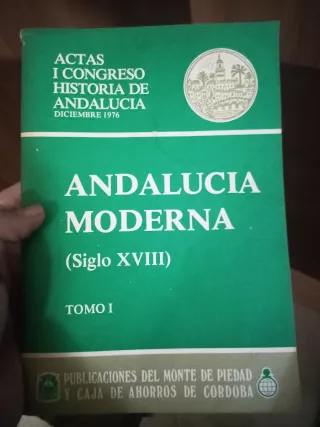 ACTAS
I CONGRESO
HISTORIA DE
ANDALUCIA
DICIEMBRE 1976
ANDALUCIA
MODERNA
(Siglo XVIII)
TOMO I
PUBLICACIONES DEL MONTE DE PIEDAD
Y CAJA DE AHORROS DE CORDOBA